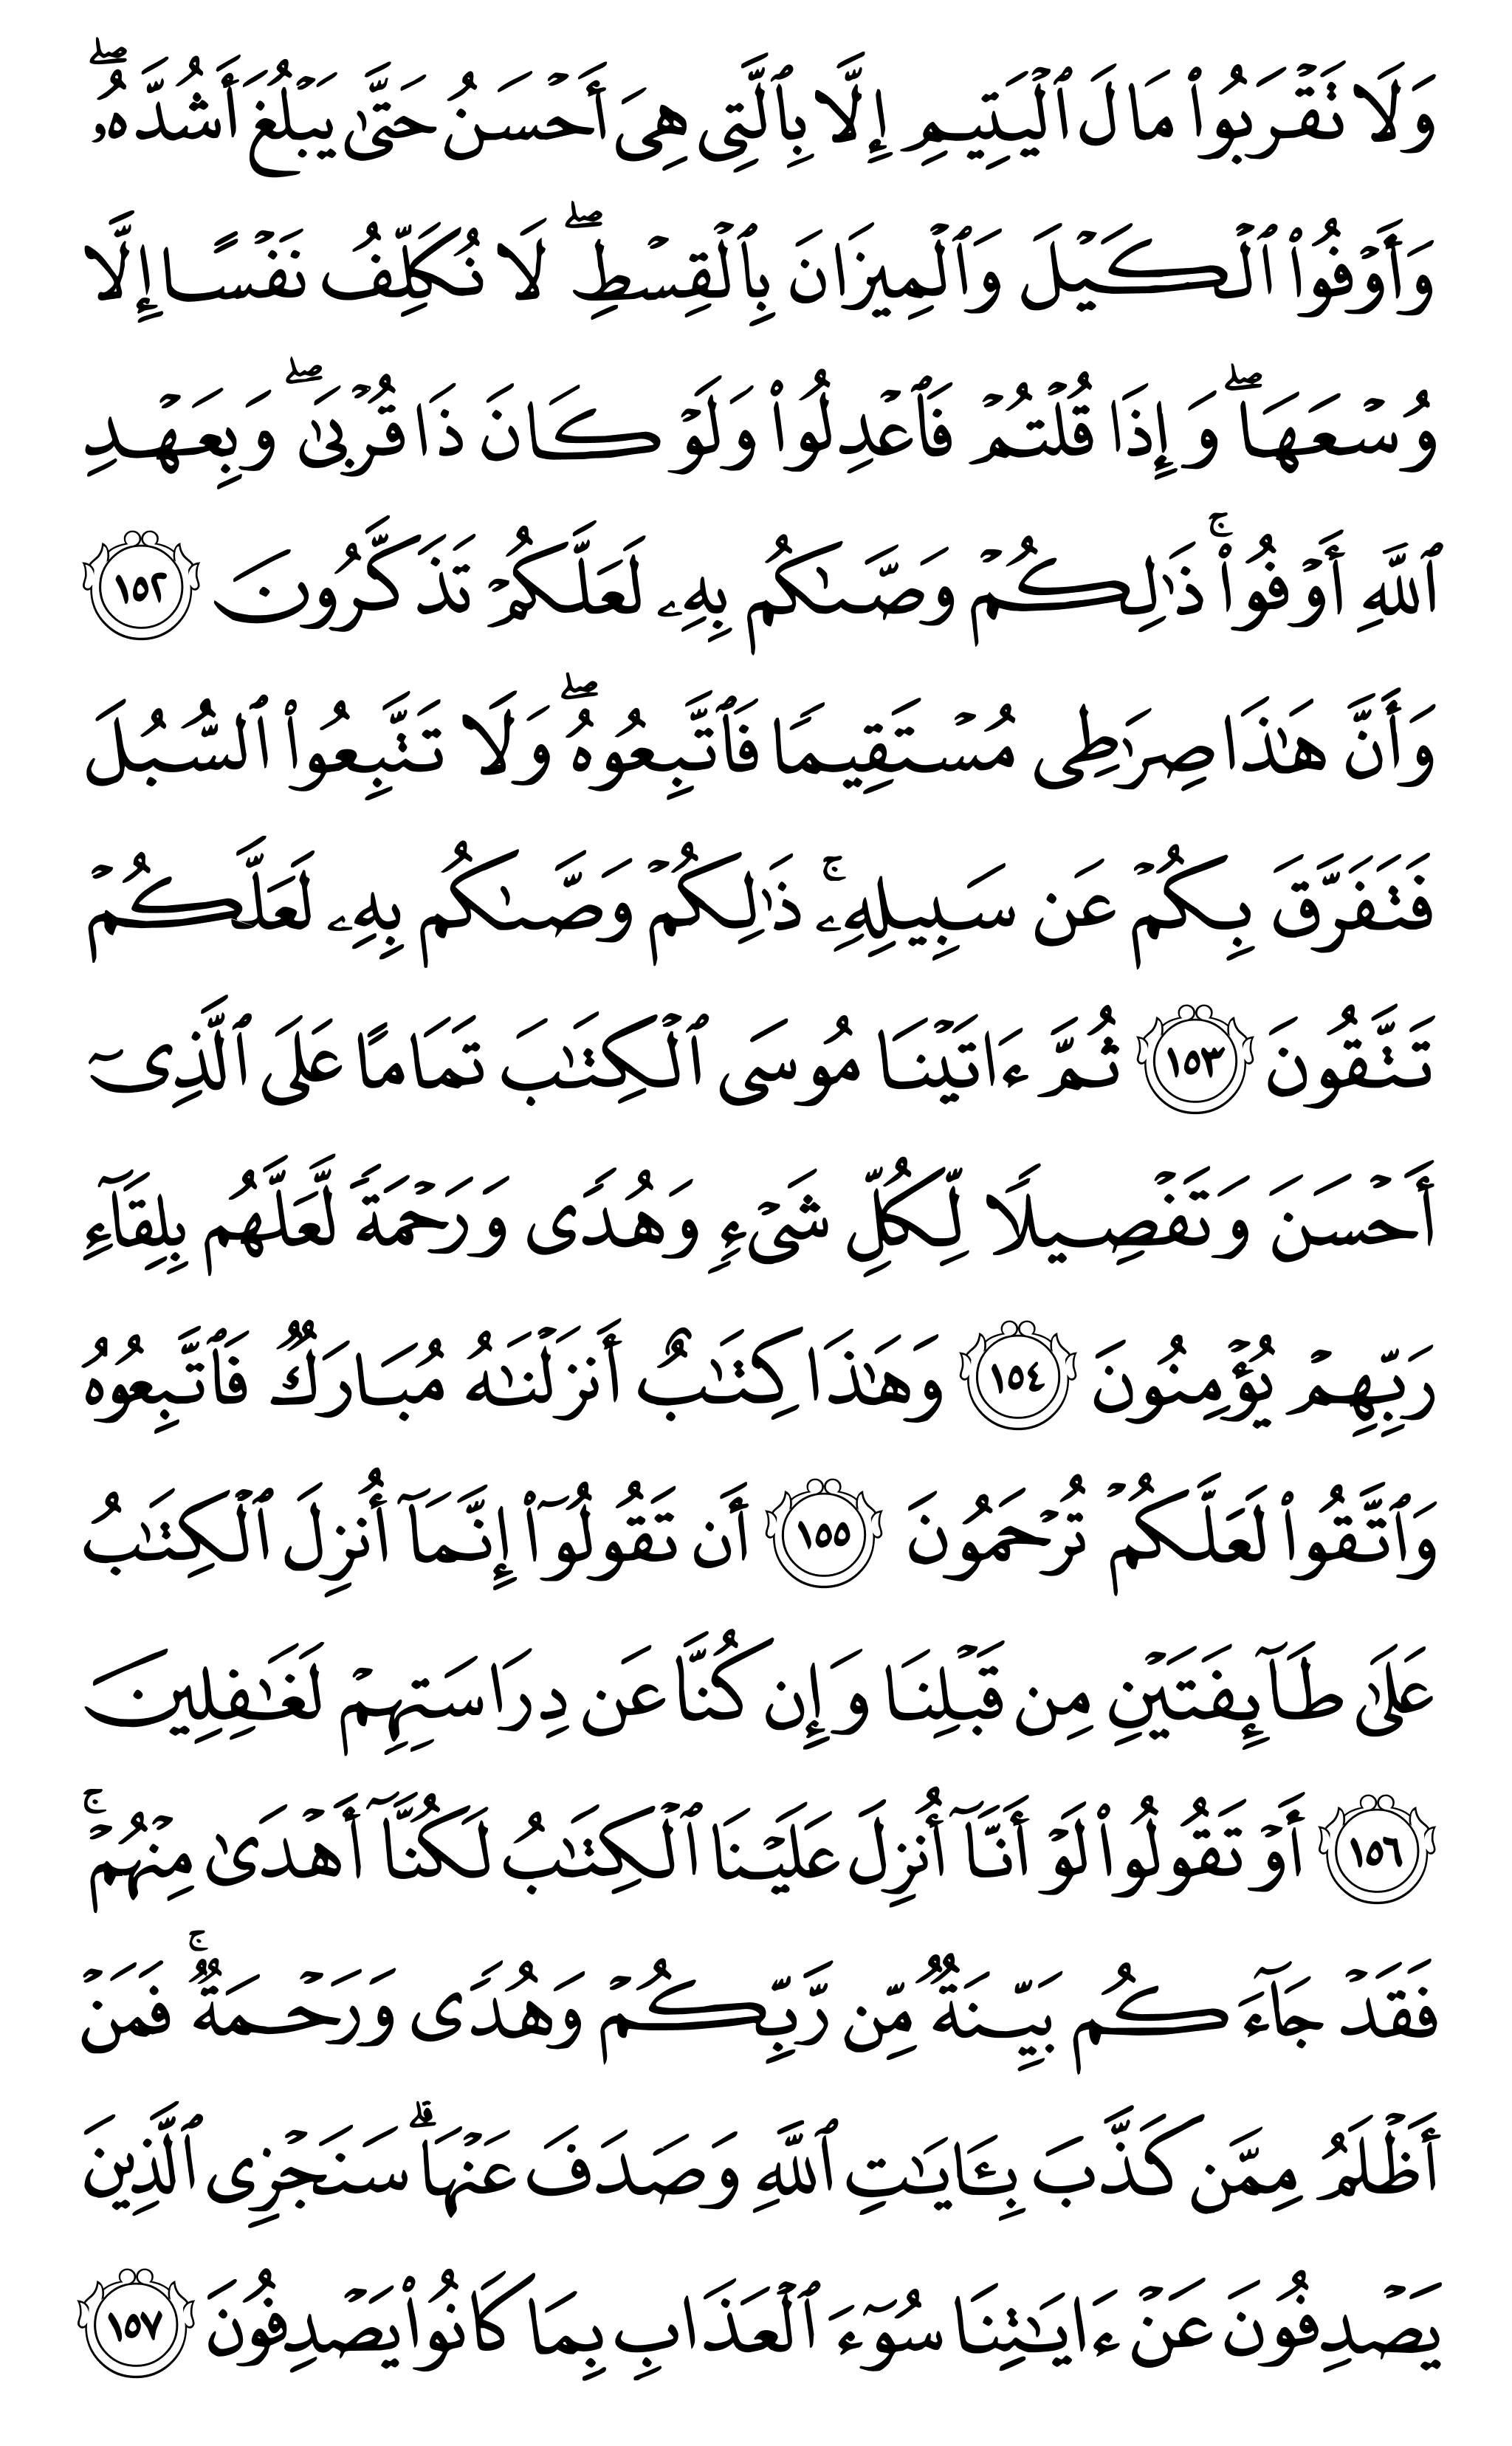 وَلَا تَقْرَبُوا۟ مَالَ ٱلْيَتِيمِ إِلَّا بِٱلَّتِى هِىَ أَحْسَنُ حَتَّىٰ يَبْلُغَ أَشُدَّهُۥ ۖ
وَأَوْفُوا۟ ٱلْكَيْلَ وَٱلْمِيزَانَ بِٱلْقِسْطِ ۖ لَا نُكَلِّفُ نَفْسًا إِلَّا
وُسْعَهَا ۖ وَإِذَا قُلْتُمْ فَٱعْدِلُوا۟ وَلَوْ كَانَ ذَا قُرْبَىٰ ۖ وَبِعَهْدِ
ٱللَّهِ أَوْفُوا۟ ۚ ذَٰلِكُمْ وَصَّىٰكُم بِهِۦ لَعَلَّكُمْ تَذَكَّرُونَ ١٥٢
وَأَنَّ هَٰذَا صِرَٰطِى مُسْتَقِيمًا فَٱتَّبِعُوهُ ۖ وَلَا تَتَّبِعُوا۟ ٱلسُّبُلَ
فَتَفَرَّقَ بِكُمْ عَن سَبِيلِهِۦ ۚ ذَٰلِكُمْ وَصَّىٰكُم بِهِۦ لَعَلَّكُمْ
تَتَّقُونَ ١٥٣ ثُمَّ ءَاتَيْنَا مُوسَى ٱلْكِتَٰبَ تَمَامًا عَلَى ٱلَّذِىٓ
أَحْسَنَ وَتَفْصِيلًا لِّكُلِّ شَىْءٍ وَهُدًى وَرَحْمَةً لَّعَلَّهُم بِلِقَآءِ
رَبِّهِمْ يُؤْمِنُونَ ١٥٤ وَهَٰذَا كِتَٰبٌ أَنزَلْنَٰهُ مُبَارَكٌ فَٱتَّبِعُوهُ
وَٱتَّقُوا۟ لَعَلَّكُمْ تُرْحَمُونَ ١٥٥ أَن تَقُولُوٓا۟ إِنَّمَآ أُنزِلَ ٱلْكِتَٰبُ
عَلَىٰ طَآئِفَتَيْنِ مِن قَبْلِنَا وَإِن كُنَّا عَن دِرَاسَتِهِمْ لَغَٰفِلِينَ
١٥٦ أَوْ تَقُولُوا۟ لَوْ أَنَّآ أُنزِلَ عَلَيْنَا ٱلْكِتَٰبُ لَكُنَّآ أَهْدَىٰ مِنْهُمْ ۚ
فَقَدْ جَآءَكُم بَيِّنَةٌ مِّن رَّبِّكُمْ وَهُدًى وَرَحْمَةٌ ۚ فَمَنْ
أَظْلَمُ مِمَّن كَذَّبَ بِـَٔايَٰتِ ٱللَّهِ وَصَدَفَ عَنْهَا ۗ سَنَجْزِى ٱلَّذِينَ
يَصْدِفُونَ عَنْ ءَايَٰتِنَا سُوٓءَ ٱلْعَذَابِ بِمَا كَانُوا۟ يَصْدِفُونَ ١٥٧